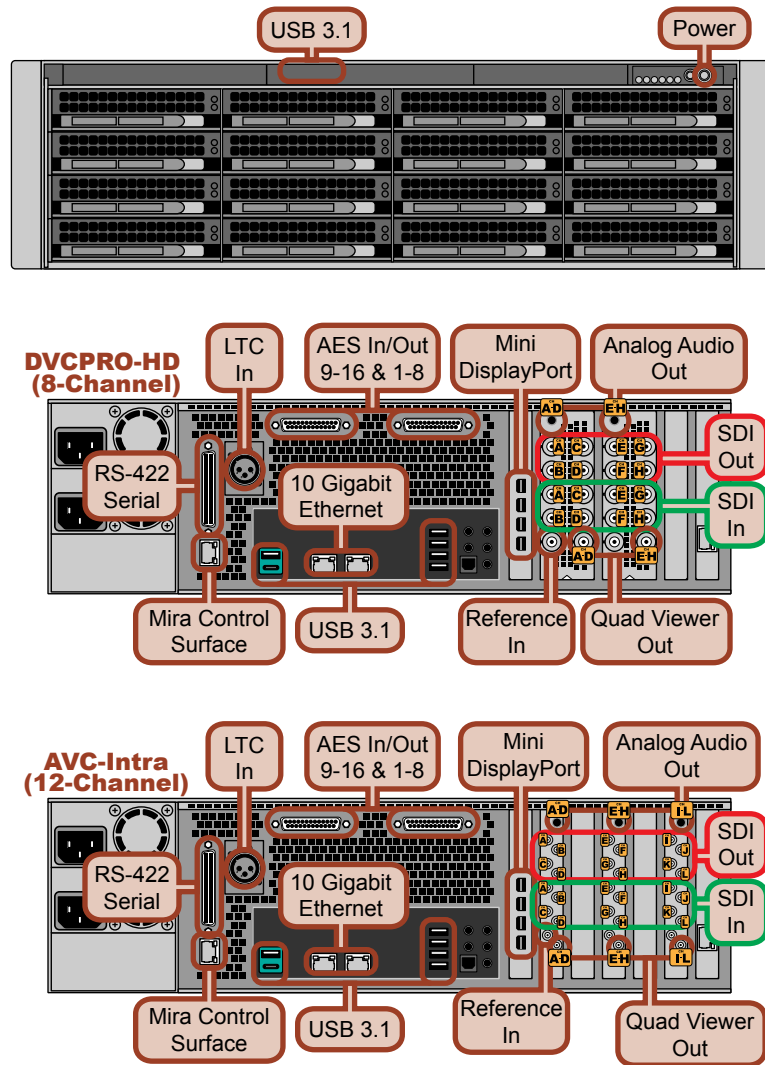 USB 3.1
Power
DVCPRO-HD
(8-Channel)
LTC
In
AES In/Out
9-16 & 1-8
Mini
DisplayPort
Analog Audio
Out
A-D
E-H
SDI
Out
A C E G
B D F H
RS-422
Serial
10 Gigabit
Ethernet
SDI
In
A C E G
B D F H
A-D
E-H
Mira Control
Surface
USB 3.1
Reference
In
Quad Viewer
Out
AVC-Intra
(12-Channel)
LTC
In
AES In/Out
9-16 & 1-8
Mini
DisplayPort
Analog Audio
Out
A-D
E-H
I-L
SDI
Out
A E I
B F J
C G K
D H L
RS-422
Serial
10 Gigabit
Ethernet
SDI
In
A E I
B F J
C G K
D H L
A-D
E-H
I-L
Mira Control
Surface
USB 3.1
Reference
In
Quad Viewer
Out